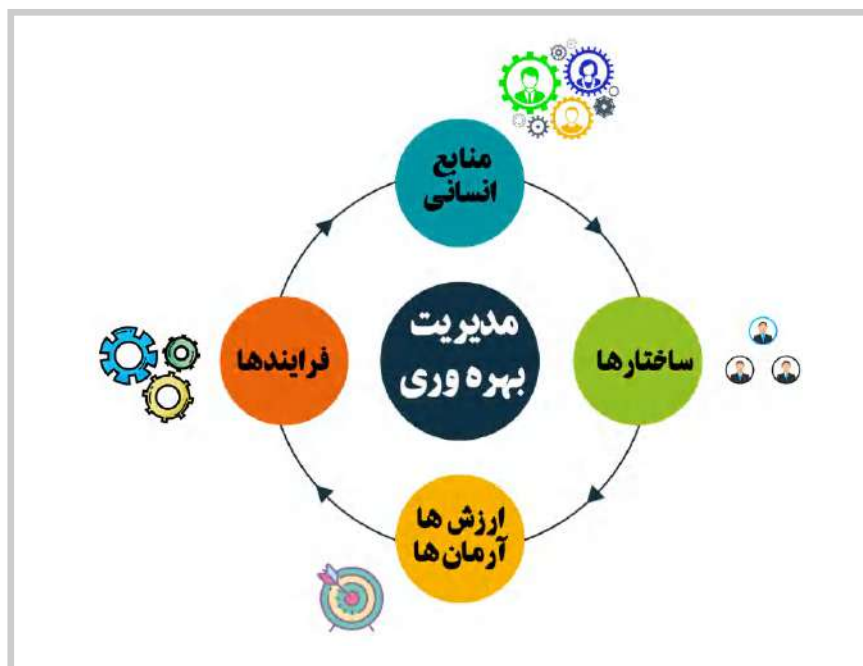 منابع
انسانی
مدیریت
بهره وری
ساختارها
فرایندها
ارزش ها
آرمان‌ها